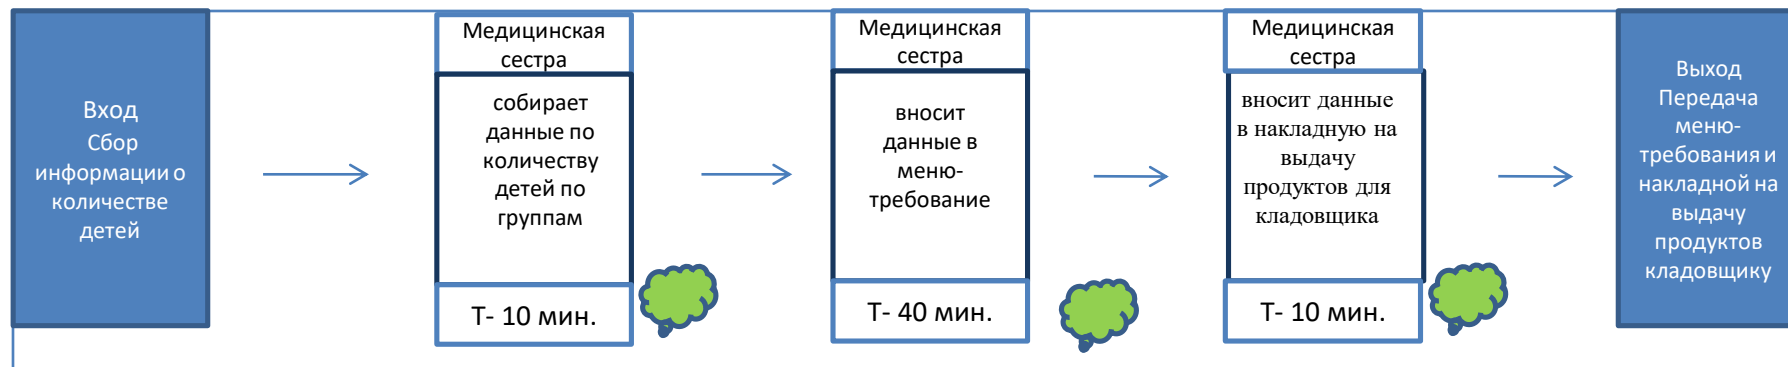 Вход
Сбор
информации о
количестве
детей
Медицинская
сестра
собирает
данные по
количеству
детей по
группам
Т- 10 мин.
Медицинская
сестра
вносит
данные в
меню-
требование
Т- 40 мин.
Медицинская
сестра
вносит данные
в накладную на
выдачу
продуктов для
кладовщика
Т- 10 мин.
Выход
Передача
меню-
требования и
накладной на
выдачу
продуктов
кладовщику